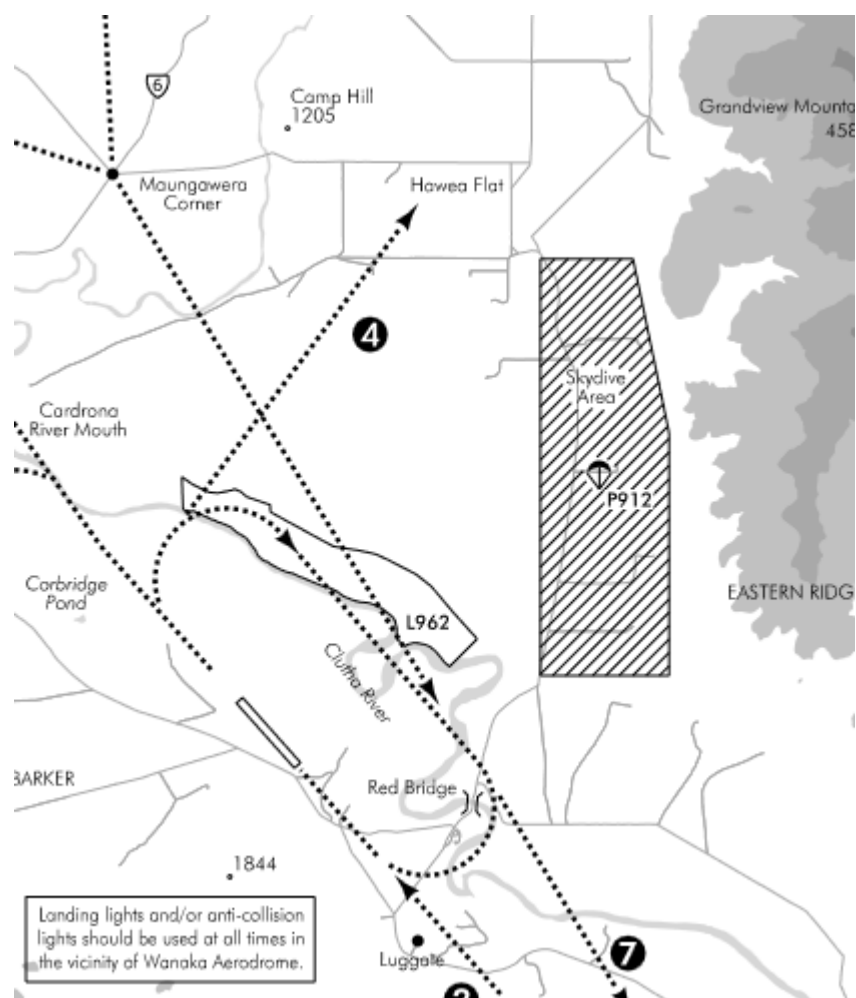 6
Camp Hill
1205
Grandview Mounta
458
Maungawera
Corner
Hawea Flat
4
Skydive
Area
Cardrona
River Mouth
P912
Corbridge
Pond
EASTERN RIDG
L962
Clutha River
BARKER
Red Bridge
1844
Landing lights and/or anti-collision
lights should be used at all times in
the vicinity of Wanaka Aerodrome.
Luggate
7